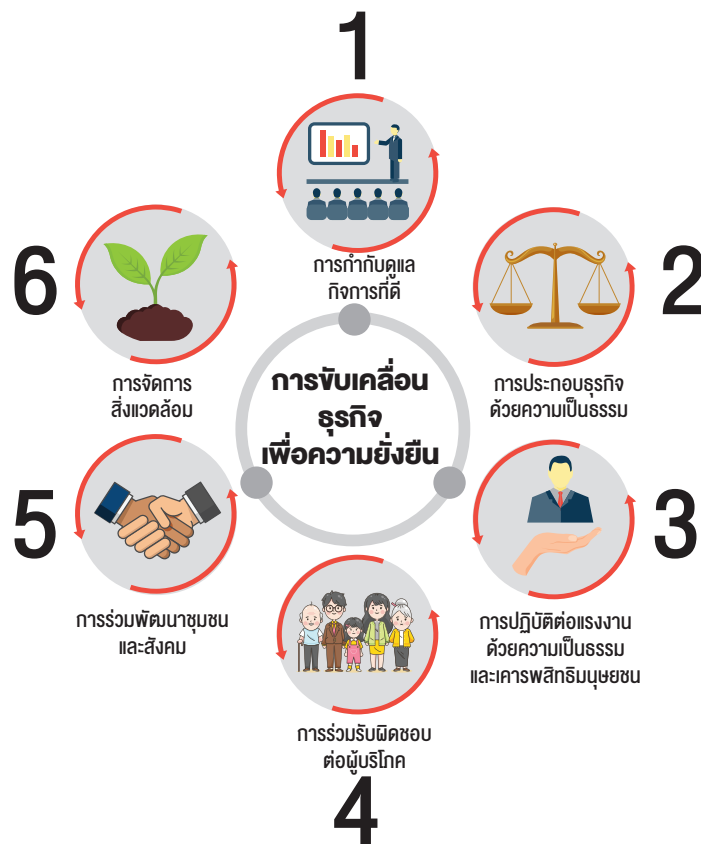 การขับเคลื่อน
ธุรกิจ
เพื่อความยั่งยืน
1
การกำกับดูแล
กิจการที่ดี
2
การประกอบธุรกิจ
ด้วยความเป็นธรรม
3
การปฏิบัติต่อแรงงาน
ด้วยความเป็นธรรม
และเคารพสิทธิมนุษยชน
การร่วมรับผิดชอบ
ต่อผู้บริโภค
4
5
การร่วมพัฒนาชุมชน
และสังคม
6
การจัดการ
สิ่งแวดล้อม